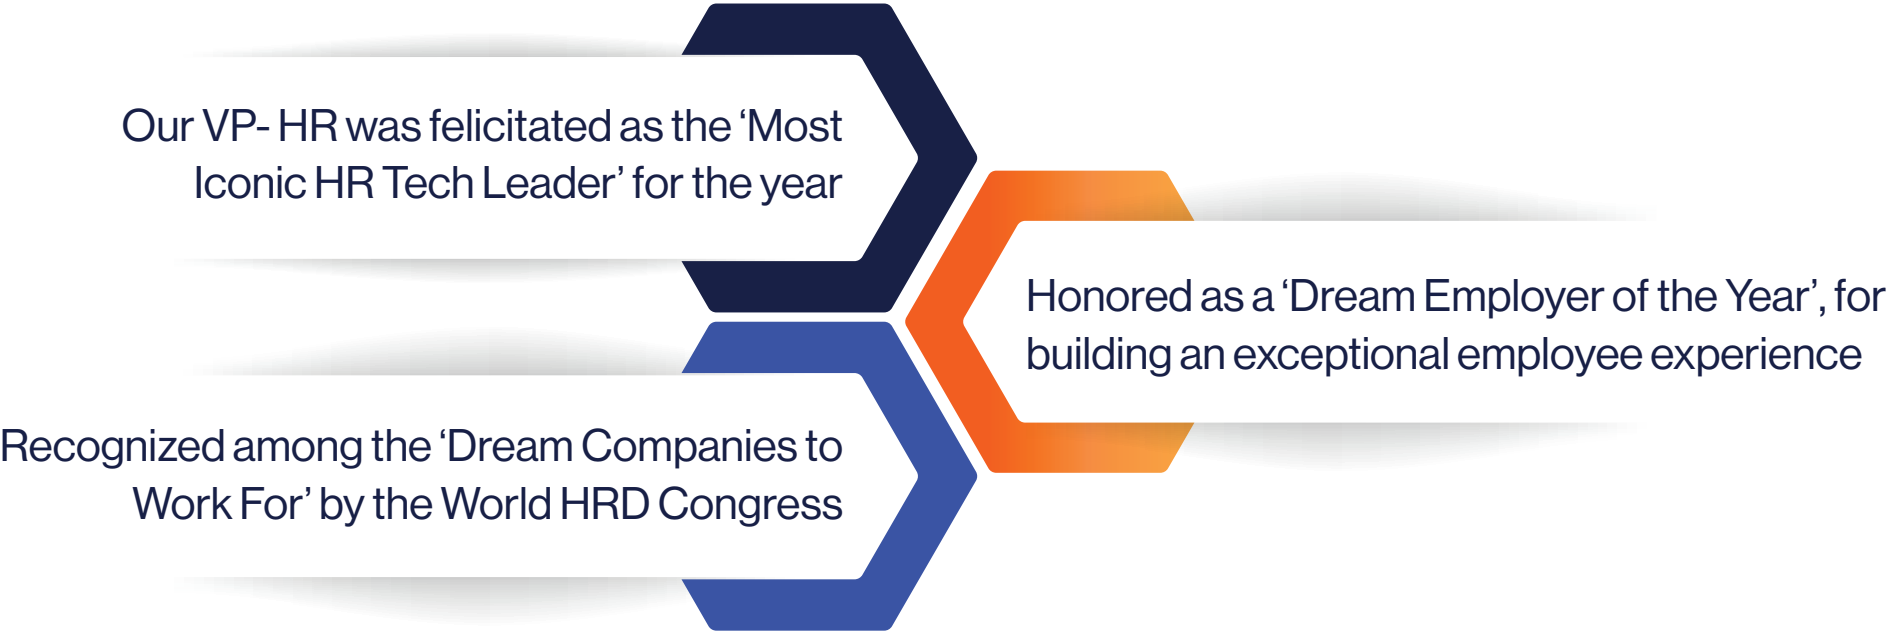 Our VP- HR was felicitated as the ‘Most
Iconic HR Tech Leader’ for the year
Honored as a ‘Dream Employer of the Year’, for
building an exceptional employee experience
Recognized among the ‘Dream Companies to
Work For’ by the World HRD Congress